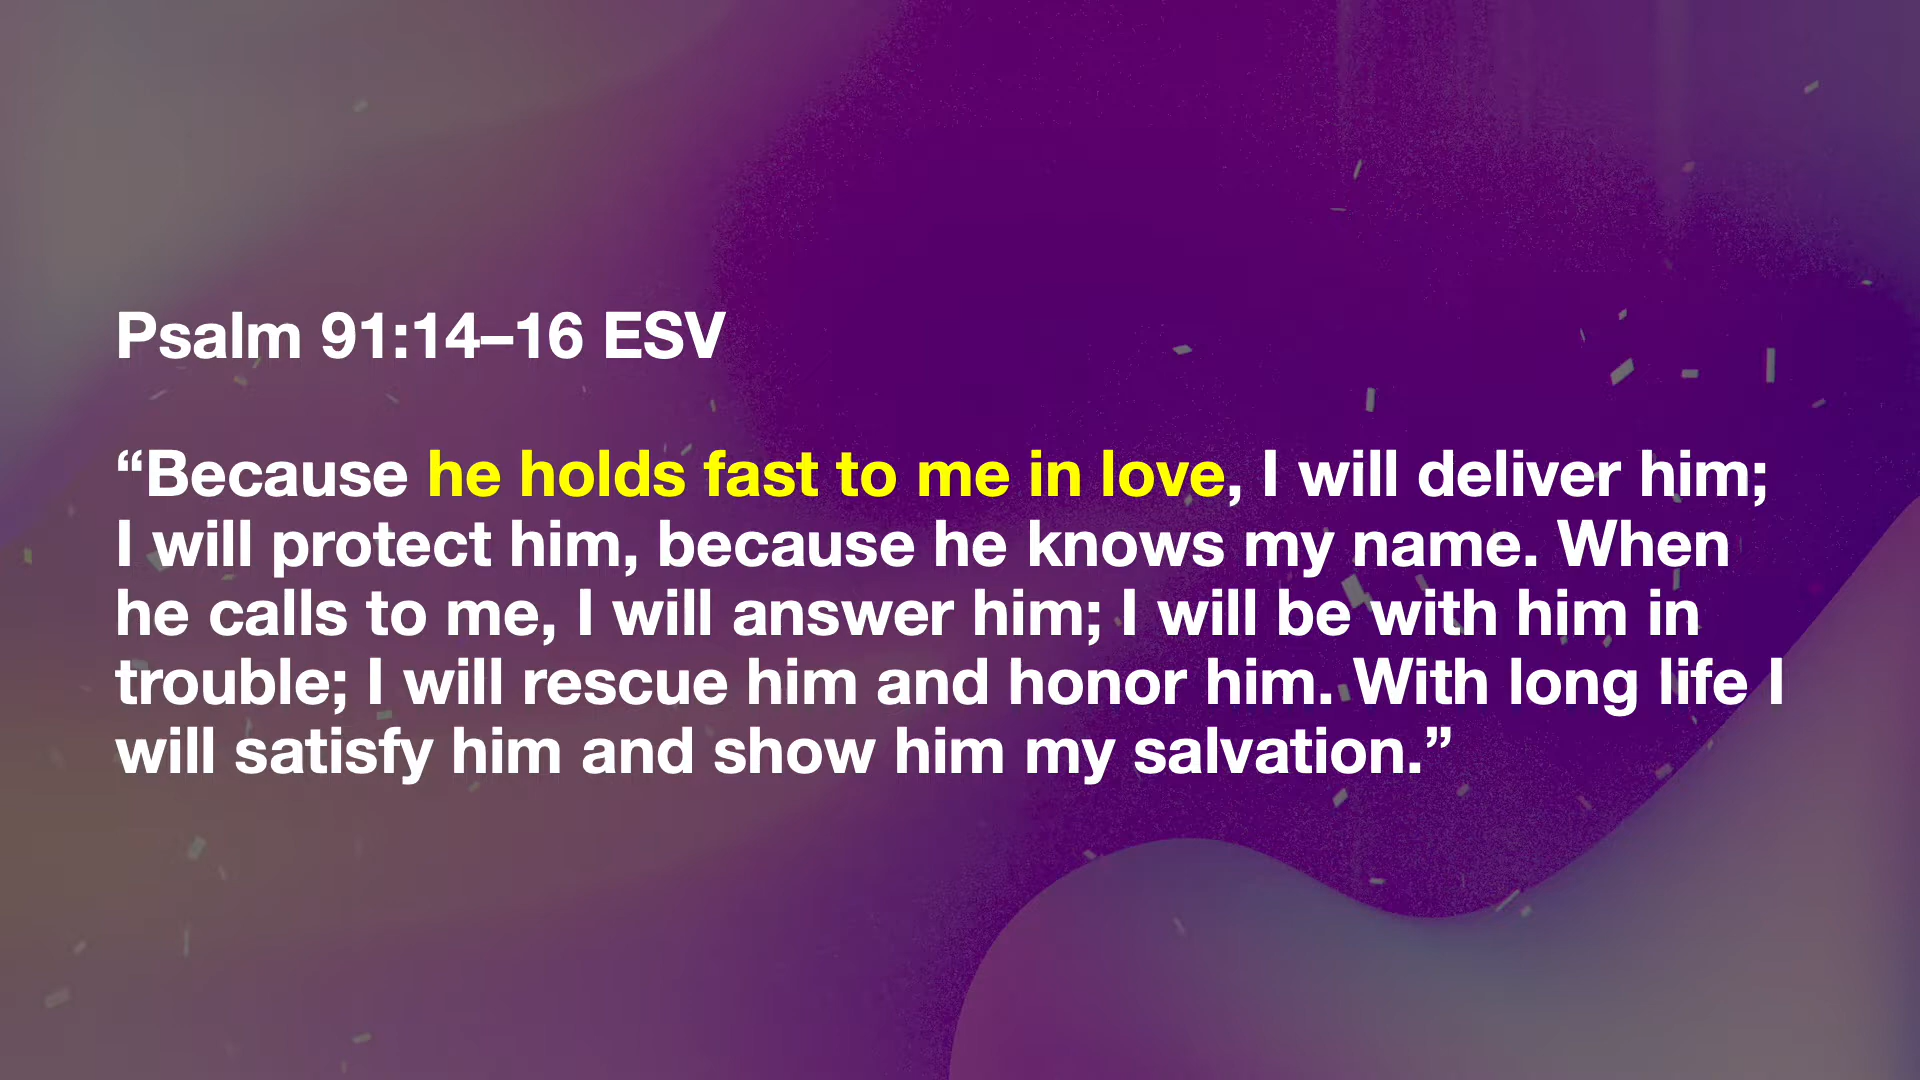 Psalm 91:14–16 ESV
“Because he holds fast to me in love, I will deliver him;
I will protect him, because he knows my name. When
he calls to me, I will answer him; I will be with him in
trouble; I will rescue him and honor him. With long life I
will satisfy him and show him my salvation.”